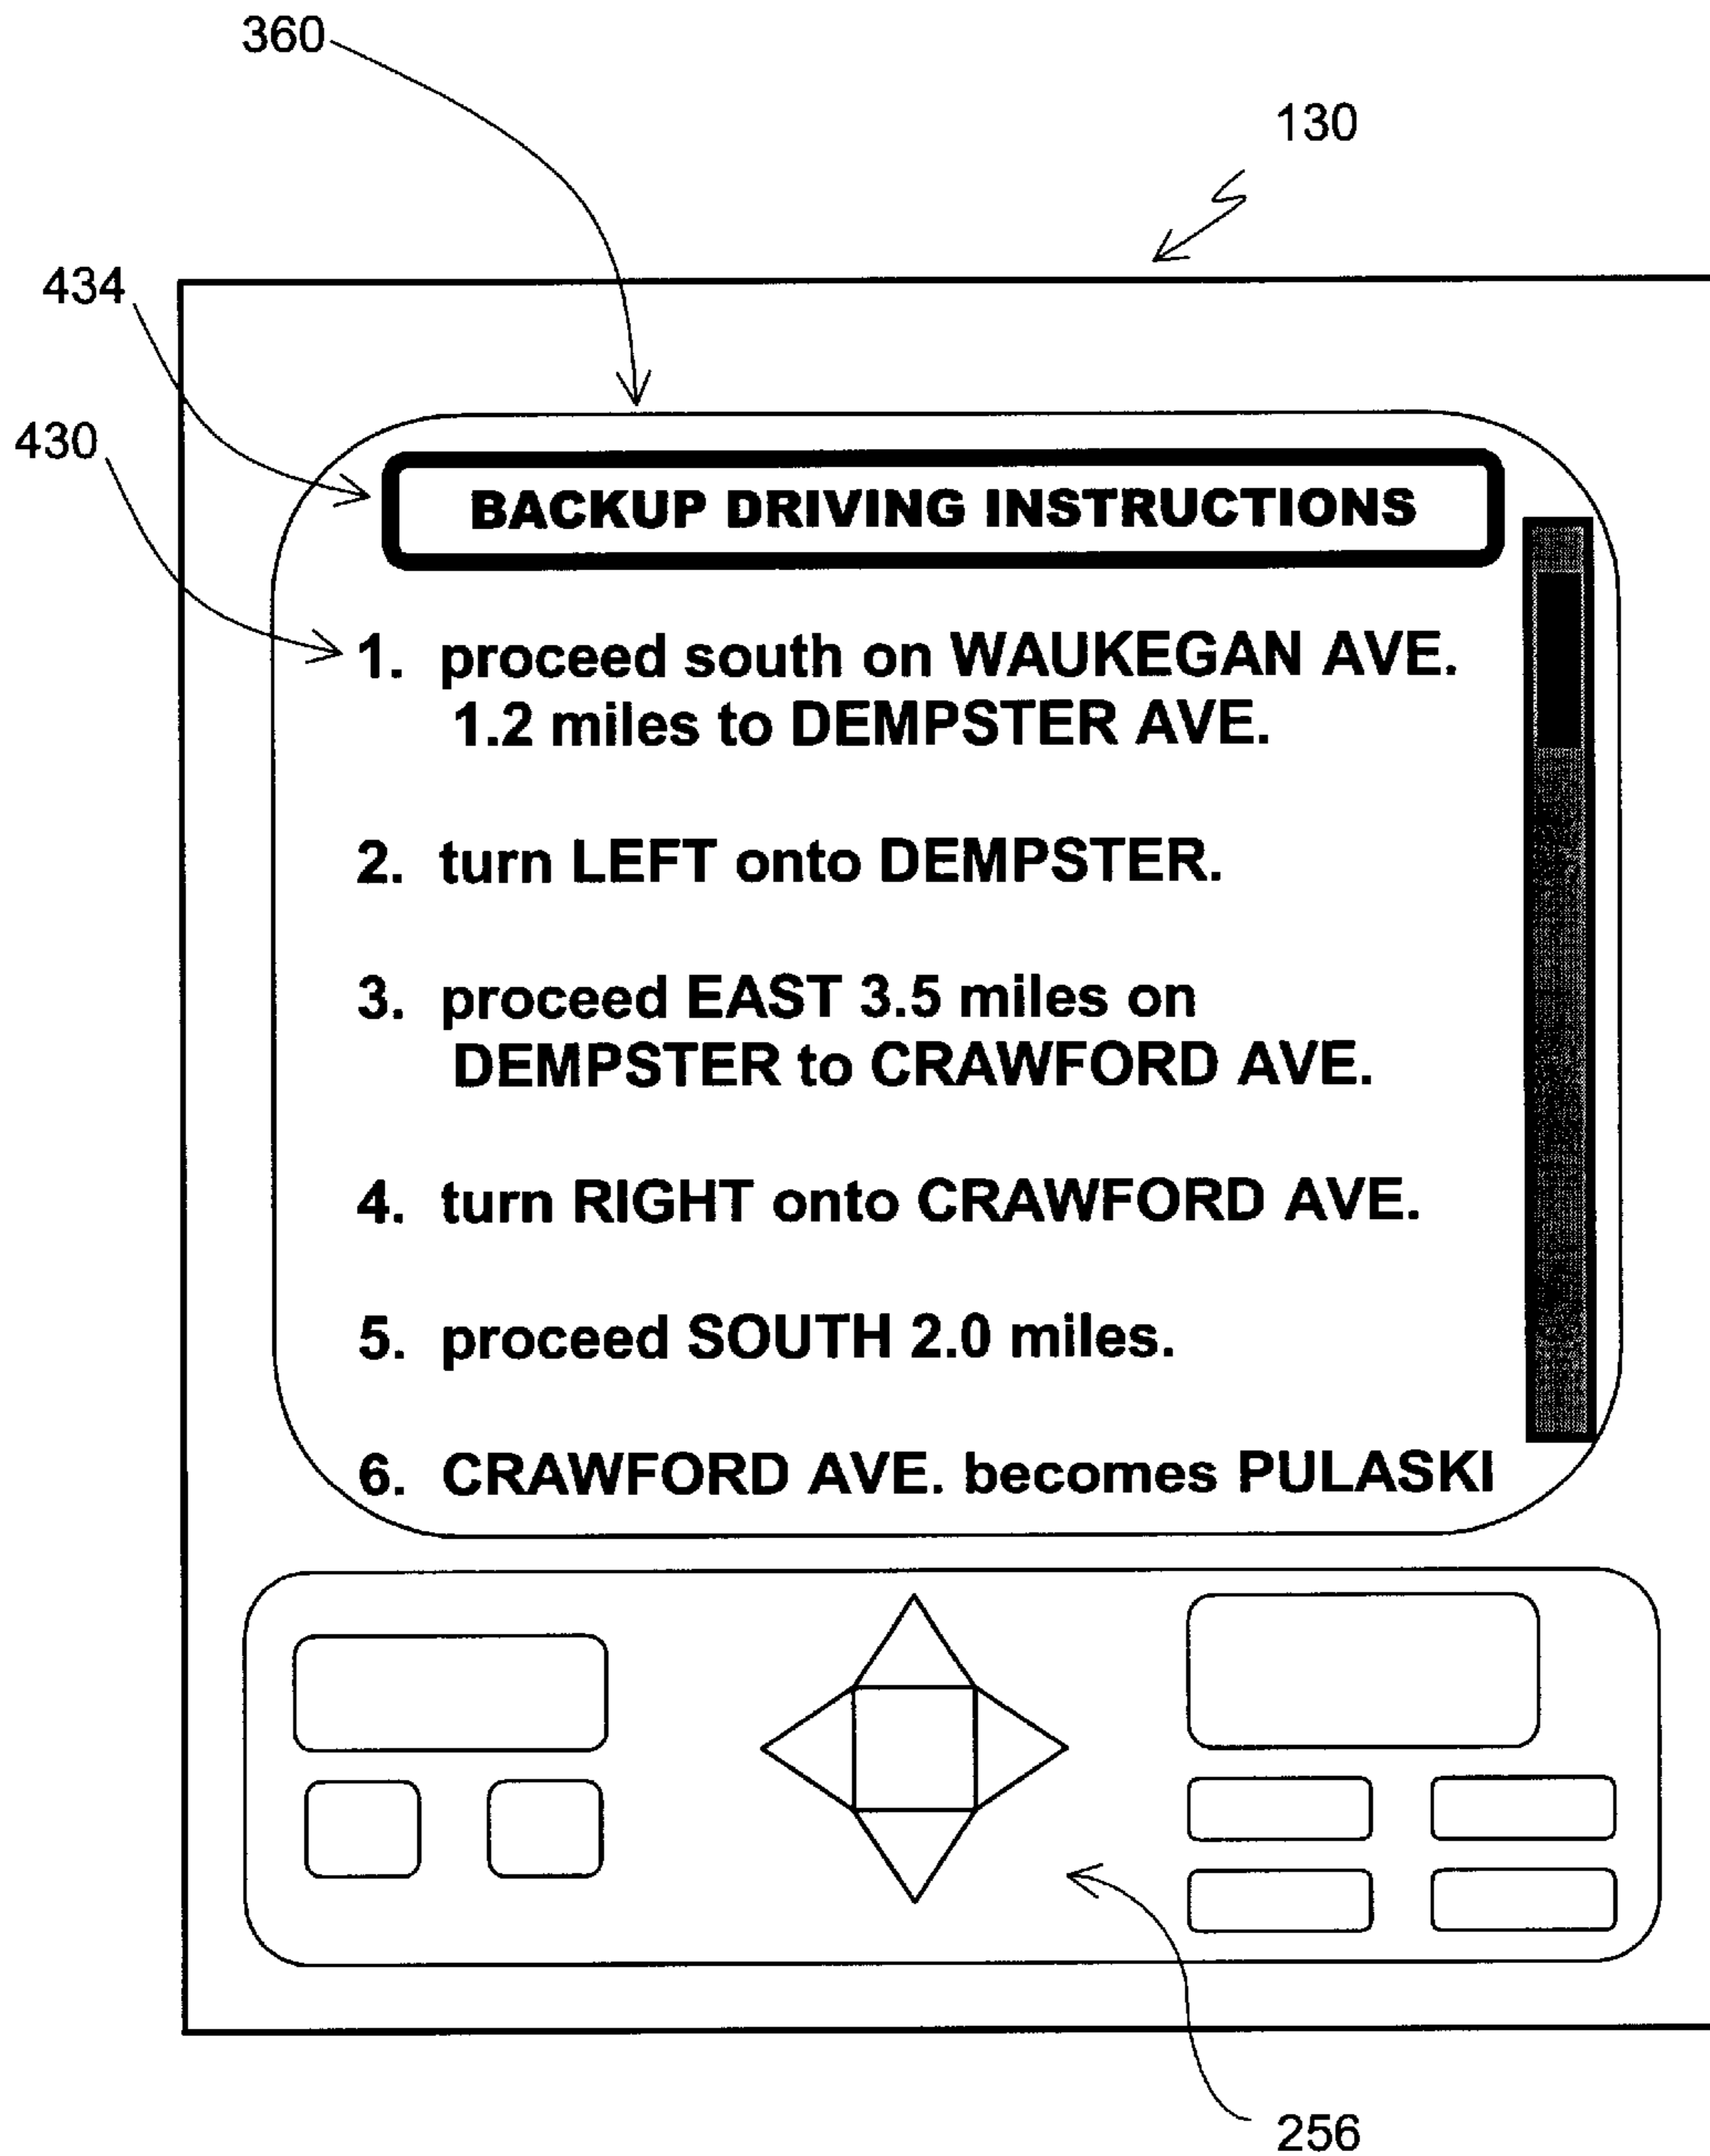 360
130
434
430
BACKUP DRIVING INSTRUCTIONS
1. proceed south on WAUKEGAN AVE.
1.2 miles to DEMPSTER AVE.
2. turn LEFT onto DEMPSTER.
3. proceed EAST 3.5 miles on
DEMPSTER to CRAWFORD AVE.
4. turn RIGHT onto CRAWFORD AVE.
5. proceed SOUTH 2.0 miles.
6. CRAWFORD AVE. becomes PULASKI
256